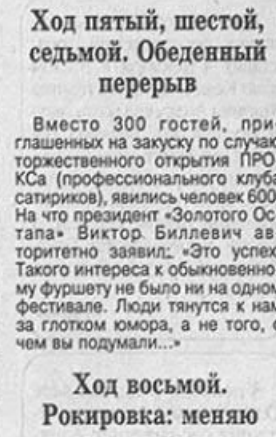 Ход пятый, шестой,
седьмой. Обеденный
перерыв
Вместо 300 гостей, при-
глашенных на закуску по случаю
торжественного открытия ПРО-
КСа (профессионального клуба
сатириков), явились человек 600.
На что президент «Золотого Ос-
тапа» Виктор Биллевич ав-
торитетно заявил: «Это успех.
Такого интереса к обыкновенно-
му фуршету не было ни на одном
фестивале. Люди тянутся к нам
за глотком юмора, а не того, о
чем вы подумали...»
Ход восьмой.
Рокировка: меняю